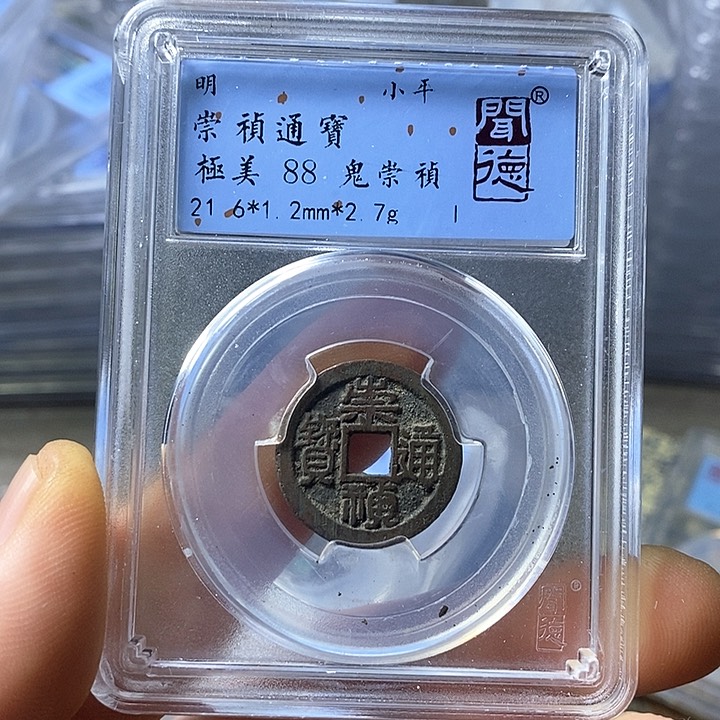 明 小平
崇禎通寶
極美 88 鬼崇禎
21.6*1.2mm*2.7g
聞德®
崇禎通寶
聞德®